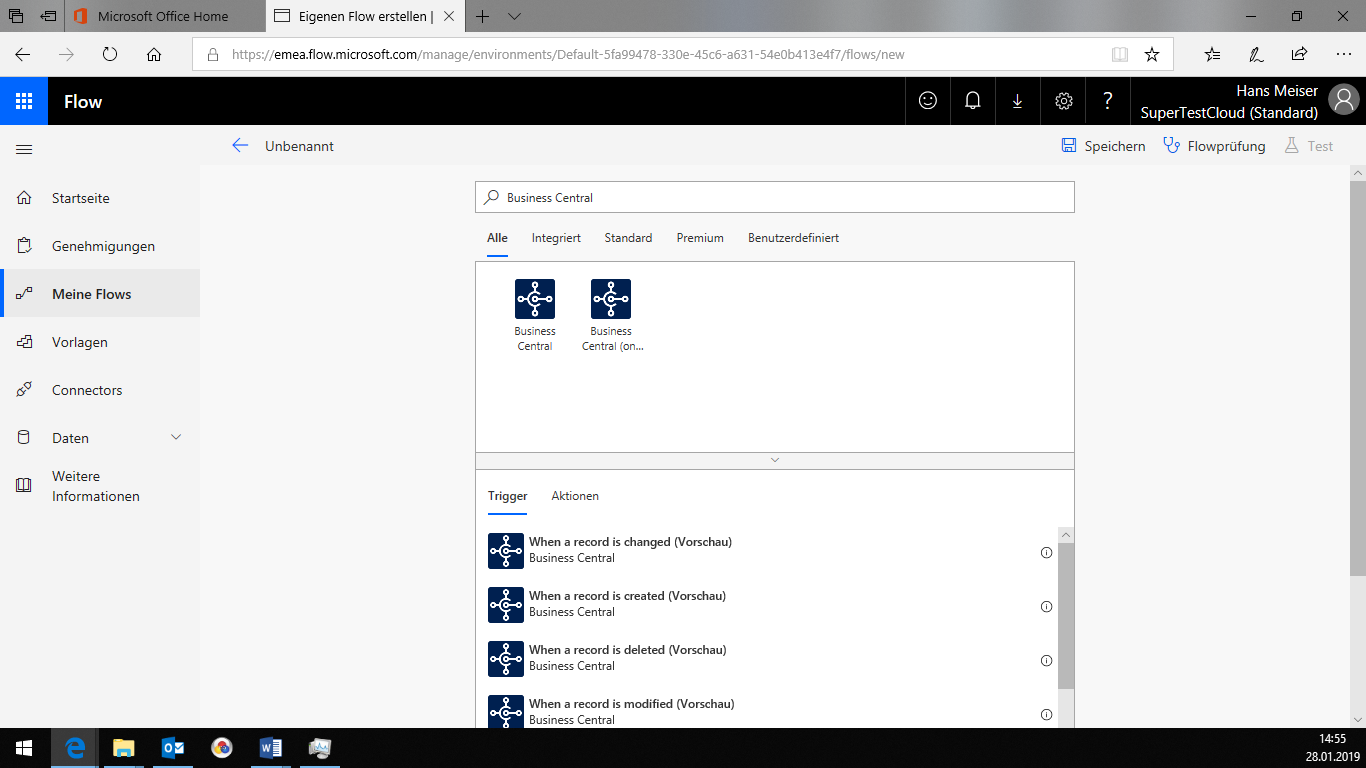 Microsoft Office Home
Eigenen Flow erstellen |
https://emea.flow.microsoft.com/manage/environments/Default-5fa99478-330e-45c6-a631-54e0b413e4f7/flows/new
Flow
Hans Meiser
SuperTestCloud (Standard)
Unbenannt
Speichern
Flowprüfung
Test
Startseite
Genehmigungen
Meine Flows
Vorlagen
Connectors
Daten
Weitere
Informationen
Business Central
Alle Integriert Standard Premium Benutzerdefiniert
Business
Central
Business
Central (on...
Trigger Aktionen
When a record is changed (Vorschau)
Business Central
When a record is created (Vorschau)
Business Central
When a record is deleted (Vorschau)
Business Central
When a record is modified (Vorschau)
Business Central
14:55
28.01.2019